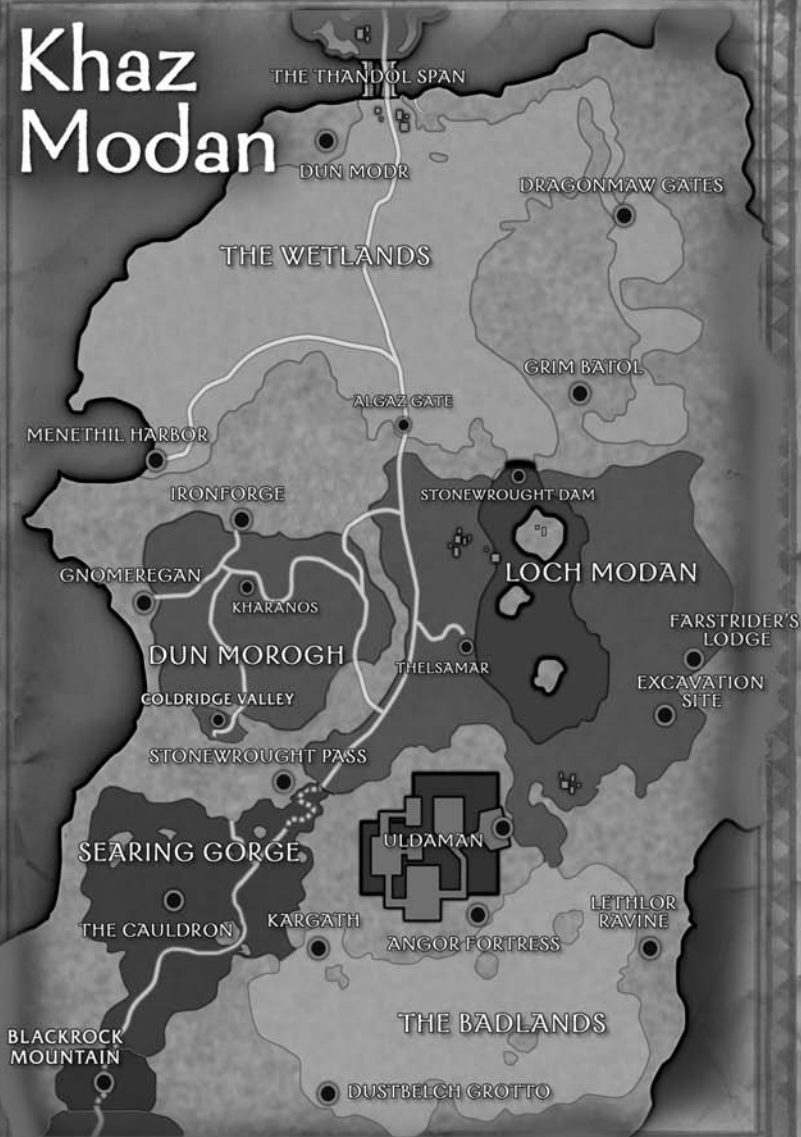 Khaz
Modan
THE THANDOL SPAN
DUN MODR
DRAGONMAW GATES
THE WETLANDS
GRIM BATOL
ALGAZ GATE
MENETHIL HARBOR
IRONFORGE
STONEWROUGHT DAM
GNOMEREGAN
LOCH MODAN
KHARANOS
FARSTRIDER'S
LODGE
DUN MOROGH
THELSAMAR
EXCAVATION
SITE
COLDRIDGE VALLEY
STONEWROUGHT PASS
ULDAMAN
SEARING GORGE
LETHLOR
RAVINE
KARGATH
THE CAULDRON
ANGOR FORTRESS
THE BADLANDS
BLACKROCK
MOUNTAIN
DUSTBELCH GROTTO